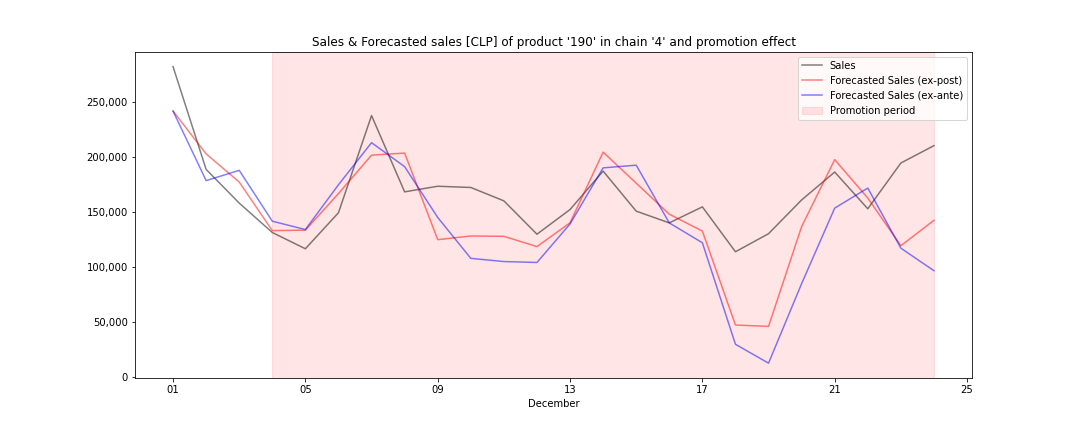 Sales & Forecasted sales [CLP] of product '190' in chain '4' and promotion effect
Sales
Forecasted Sales (ex-post)
Forecasted Sales (ex-ante)
Promotion period
250,000
200,000
150,000
100,000
50,000
0
01 05 09 13 17 21 25
December